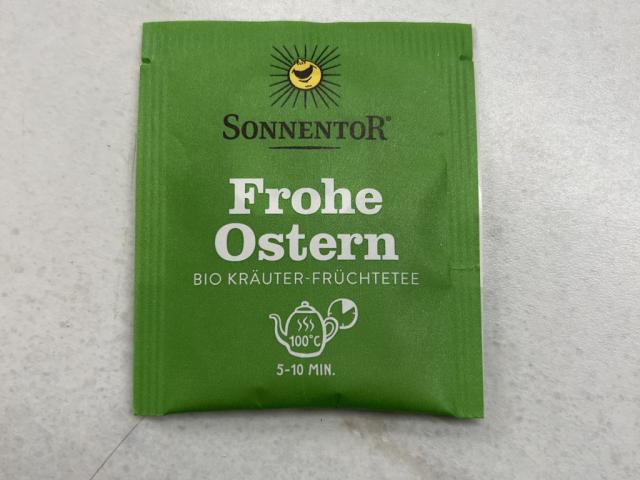 SONNENTOR®
Frohe
Ostern
BIO KRÄUTER-FRÜCHTETEE
100°C
5-10 MIN.